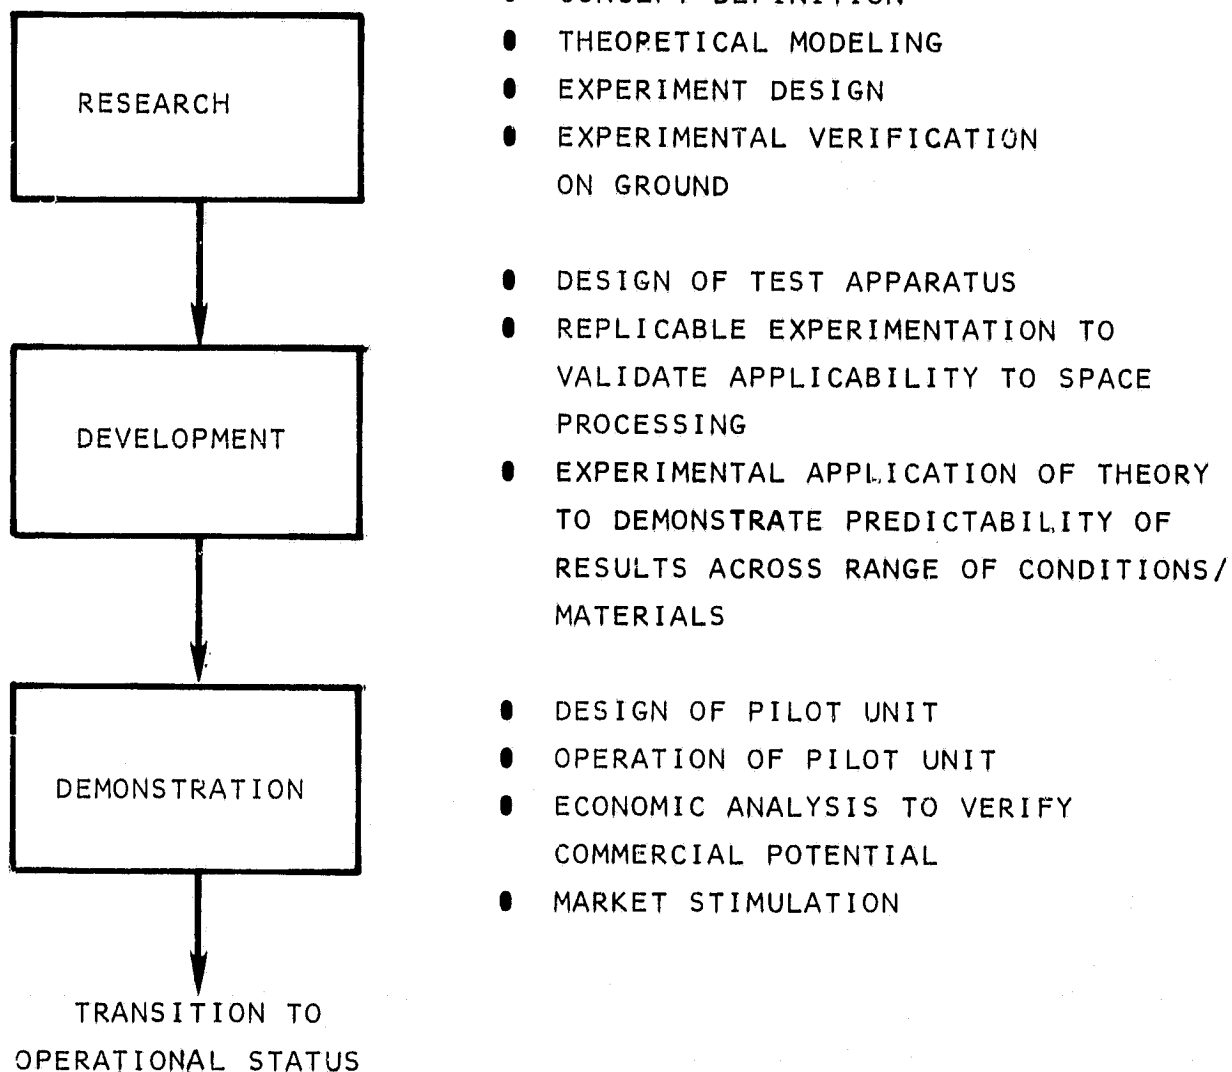 RESEARCH
● THEORETICAL MODELING
● EXPERIMENT DESIGN
● EXPERIMENTAL VERIFICATION
ON GROUND
DEVELOPMENT
● DESIGN OF TEST APPARATUS
● REPLICABLE EXPERIMENTATION TO
VALIDATE APPLICABILITY TO SPACE
PROCESSING
● EXPERIMENTAL APPLICATION OF THEORY
TO DEMONSTRATE PREDICTABILITY OF
RESULTS ACROSS RANGE OF CONDITIONS/
MATERIALS
DEMONSTRATION
● DESIGN OF PILOT UNIT
● OPERATION OF PILOT UNIT
● ECONOMIC ANALYSIS TO VERIFY
COMMERCIAL POTENTIAL
● MARKET STIMULATION
TRANSITION TO
OPERATIONAL STATUS